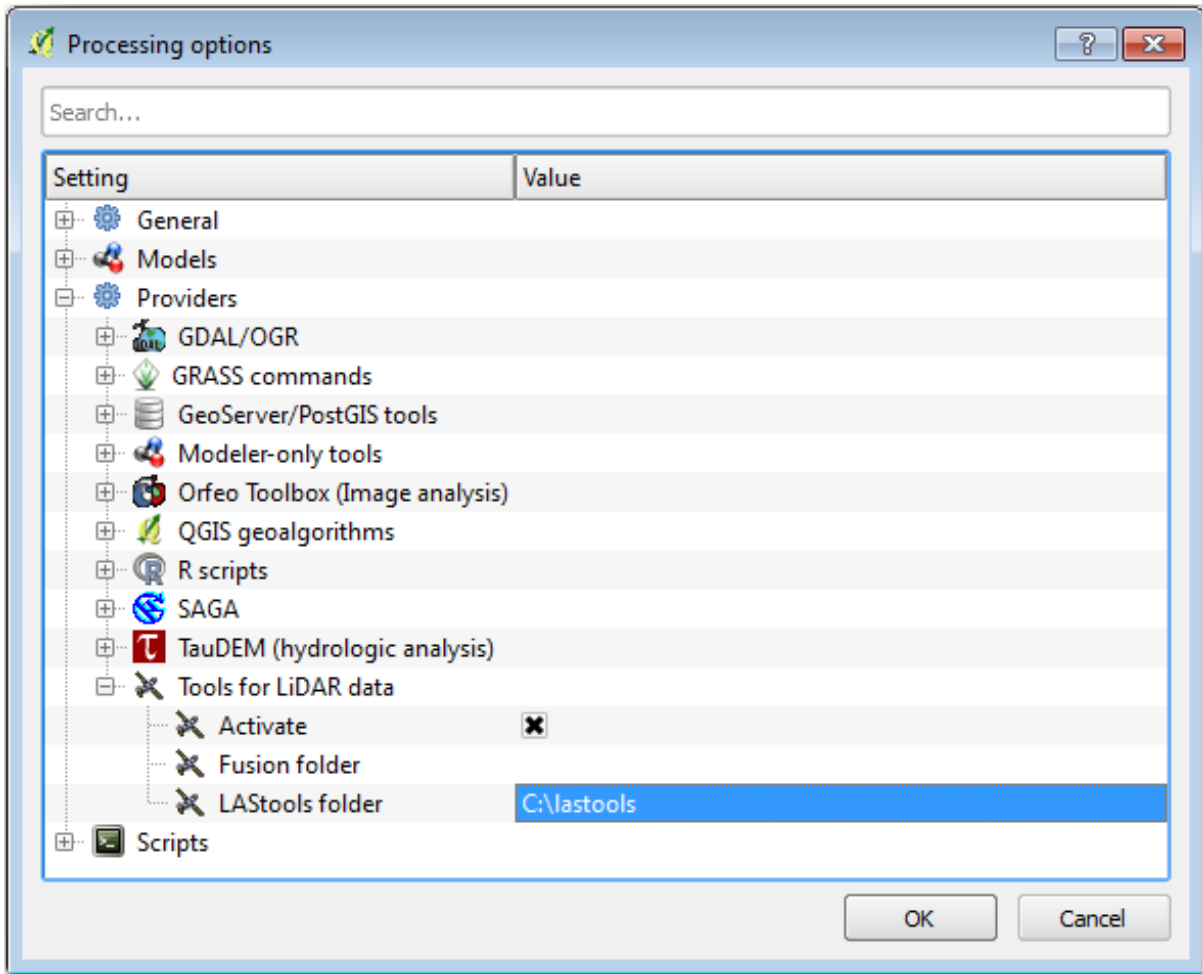 Processing options
Search...
Setting Value
General
Models
Providers
GDAL/OGR
GRASS commands
GeoServer/PostGIS tools
Modeler-only tools
Orfeo Toolbox (Image analysis)
QGIS geoalgorithms
R scripts
SAGA
TauDEM (hydrologic analysis)
Tools for LiDAR data
Activate
Fusion folder
LAStools folder C:\lastools
Scripts
OK Cancel